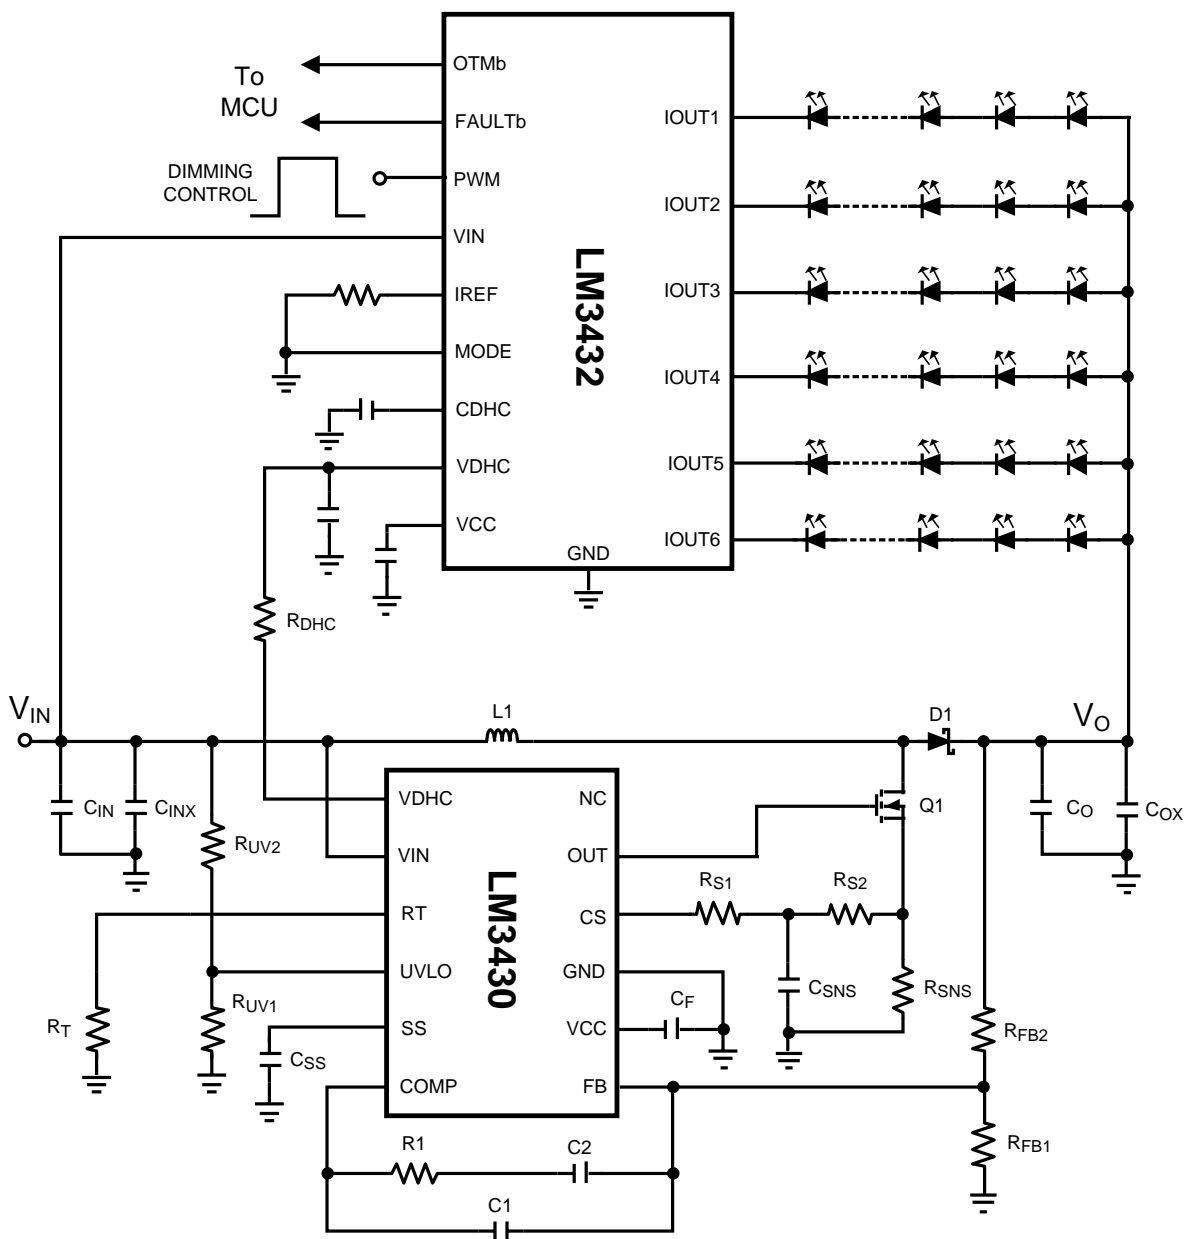 To
MCU
OTMb
FAULTb
DIMMING
CONTROL
PWM
VIN
IREF
MODE
CDHC
VDHC
VCC
GND
LM3432
IOUT1
IOUT2
IOUT3
IOUT4
IOUT5
IOUT6
RDHC
VIN
L1
D1
VO
CIN
CINX
RUV2
VDHC
NC
Q1
CO
COX
VIN
OUT
LM3430
RS1
RS2
RT
CS
UVLO
GND
RUV1
CSNS
RSNS
CF
RT
SS
VCC
RFB2
CSS
COMP
FB
R1
C2
RFB1
C1